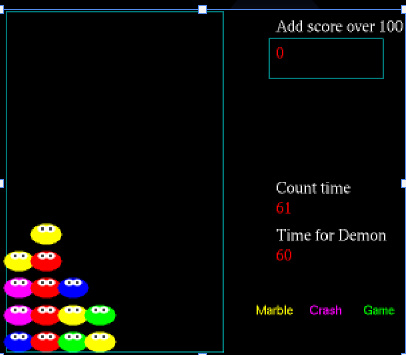 Add score over 100
0
Count time
61
Time for Demon
60
Marble Crash Game